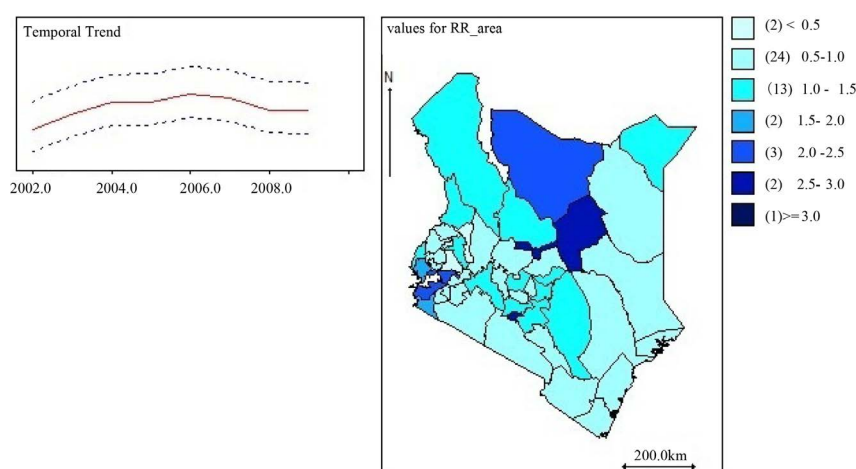 Temporal Trend
2002.0 2004.0 2006.0 2008.0
values for RR_area
N
200.0km
(2) < 0.5
(24) 0.5-1.0
(13) 1.0 - 1.5
(2) 1.5- 2.0
(3) 2.0-2.5
(2) 2.5- 3.0
(1)>= 3.0